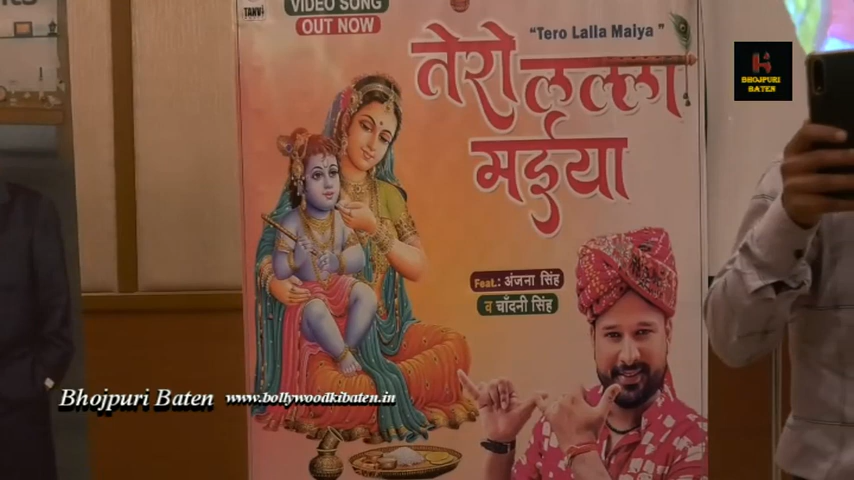 VIDEO SONG
OUT NOW
"Tero Lalla Maiya"
तेरो लल्ला
मईया
Feat.: अंजना सिंह
व चाँदनी सिंह
BHOJPURI
BATEN
Bhojpuri Baten www.bollywoodkibaten.in